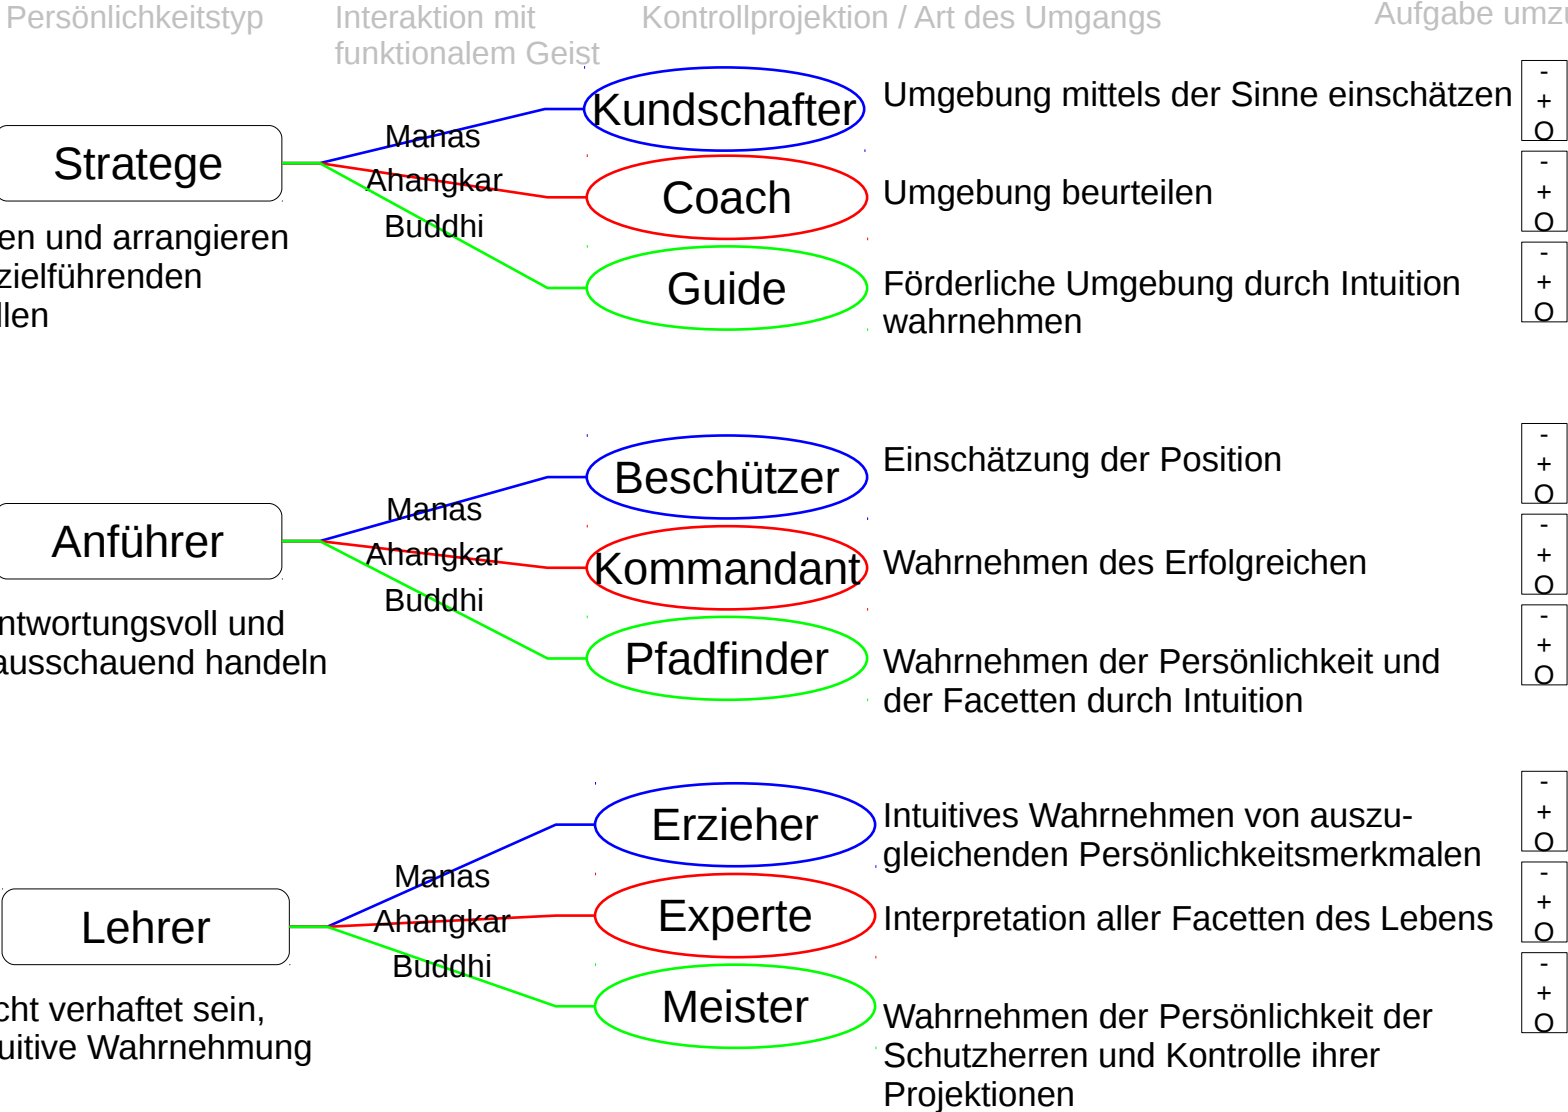 Persönlichkeitstyp
Interaktion mit
funktionalem Geist
Kontrollprojektion / Art des Umgangs
Aufgabe umzu
Stratege
en und arrangieren
zielführenden
llen
Manas
Ahangkar
Buddhi
Kundschafter
Umgebung mittels der Sinne einschätzen
-
+
O
Coach
Umgebung beurteilen
-
+
O
Guide
Förderliche Umgebung durch Intuition
wahrnehmen
-
+
O
Anführer
ntwortungsvoll und
ausschauend handeln
Manas
Ahangkar
Buddhi
Beschützer
Einschätzung der Position
-
+
O
Kommandant
Wahrnehmen des Erfolgreichen
-
+
O
Pfadfinder
Wahrnehmen der Persönlichkeit und
der Facetten durch Intuition
-
+
O
Lehrer
cht verhaftet sein,
uitive Wahrnehmung
Manas
Ahangkar
Buddhi
Erzieher
Intuitives Wahrnehmen von auszu-
gleichenden Persönlichkeitsmerkmalen
-
+
O
Experte
Interpretation aller Facetten des Lebens
-
+
O
Meister
Wahrnehmen der Persönlichkeit der
Schutzherren und Kontrolle ihrer
Projektionen
-
+
O